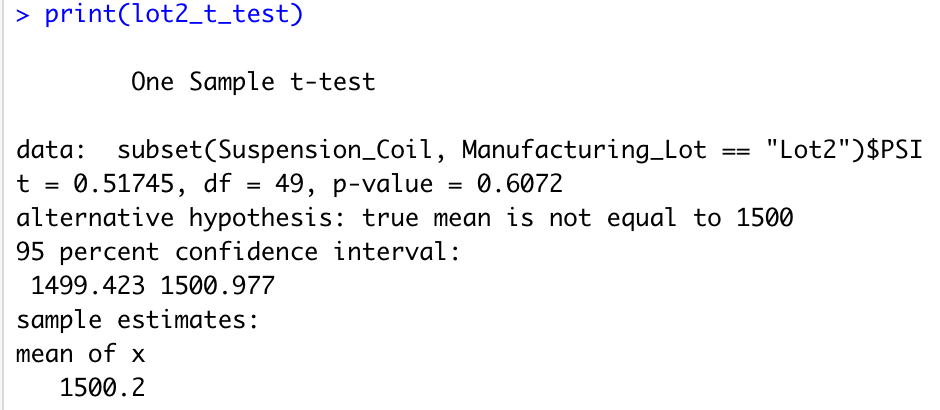 > print(lot2_t_test)
One Sample t-test
data:  subset(Suspension_Coil, Manufacturing_Lot == "Lot2")$PSI
t = 0.51745, df = 49, p-value = 0.6072
alternative hypothesis: true mean is not equal to 1500
95 percent confidence interval:
1499.423 1500.977
sample estimates:
mean of x
1500.2